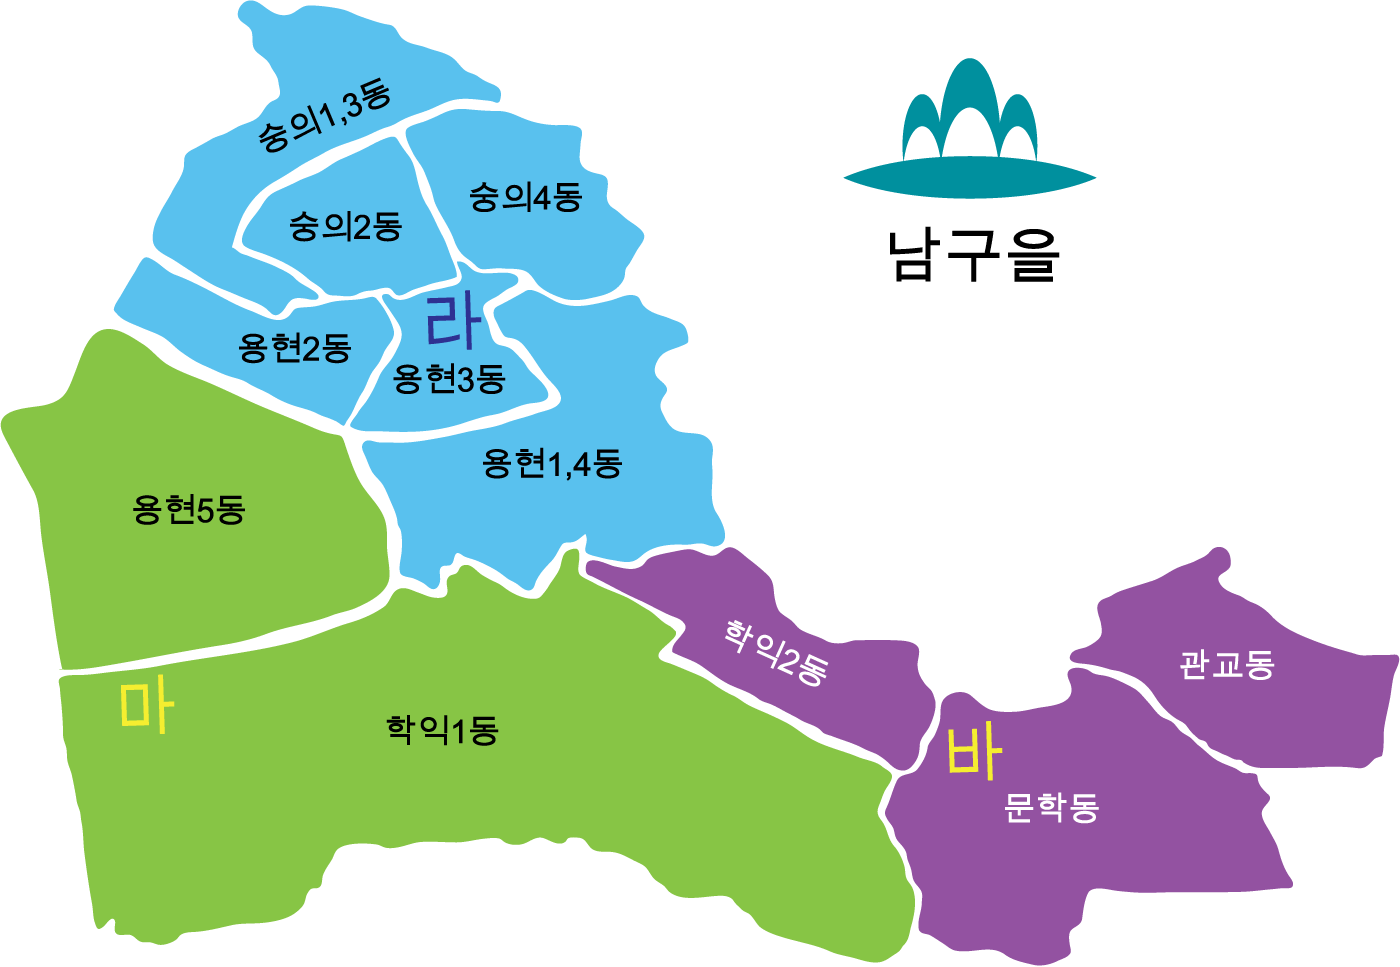 숭의1,3동
숭의4동
숭의2동
남구을
라
용현2동
용현3동
용현1,4동
용현5동
학익2동
관교동
마
학익1동
바
문학동